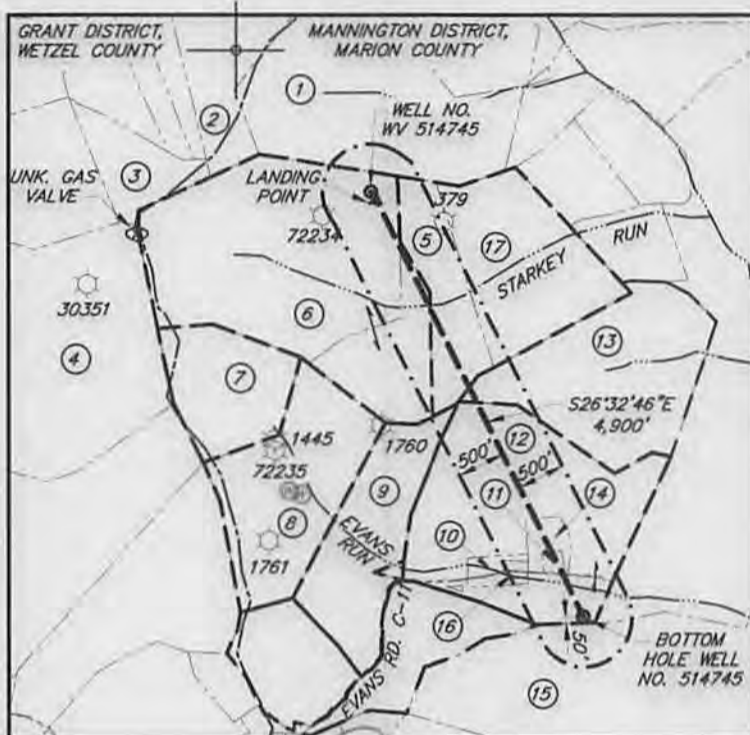 GRANT DISTRICT,
WETZEL COUNTY
MANNINGTON DISTRICT,
MARION COUNTY
1
2
WELL NO.
WV 514745
3
UNK. GAS
VALVE
LANDING
POINT
379
72234
5
17
STARKEY
RUN
30351
6
4
13
7
S26°32'46"E
4,900'
1445
1760
12
72235
500'
500'
9
11
14
8
EVANS
RUN
10
1761
16
EVANS RD. C-11
50'
BOTTOM
HOLE WELL
NO. 514745
15